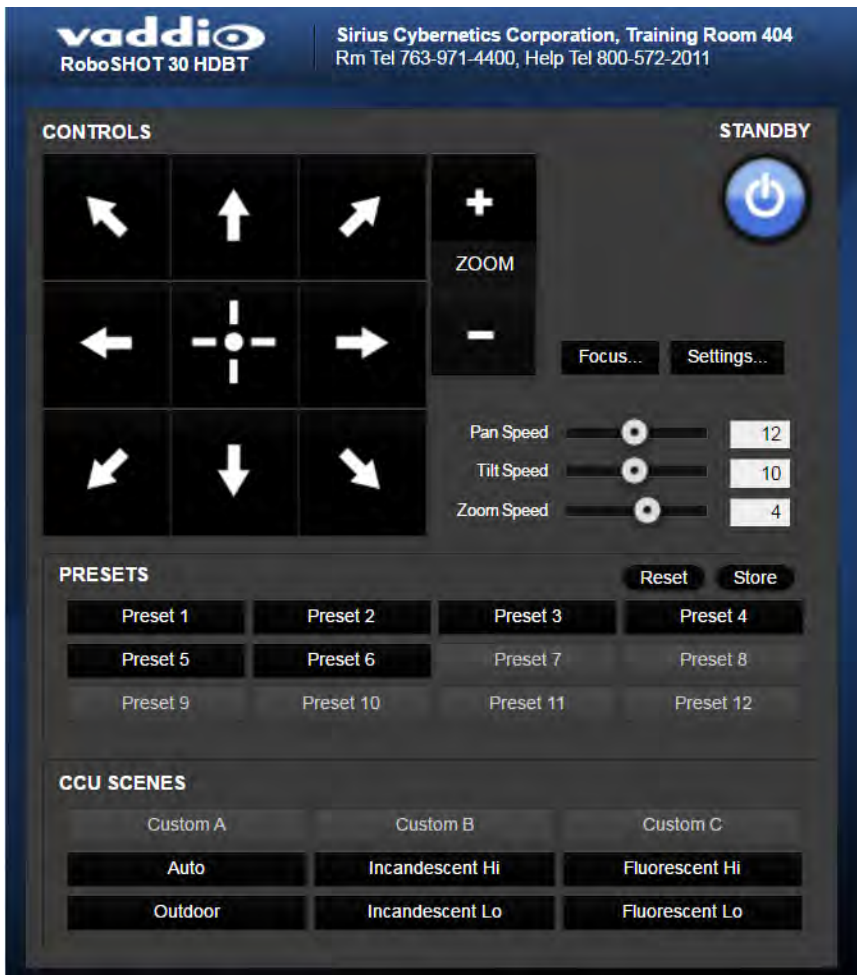 vaddio
RoboSHOT 30 HDBT
Sirius Cybernetics Corporation, Training Room 404
Rm Tel 763-971-4400, Help Tel 800-572-2011
CONTROLS
STANDBY
ZOOM
Focus...
Settings...
Pan Speed 12
Tilt Speed 10
Zoom Speed 4
PRESETS
Reset
Store
Preset 1
Preset 2
Preset 3
Preset 4
Preset 5
Preset 6
Preset 7
Preset 8
Preset 9
Preset 10
Preset 11
Preset 12
CCU SCENES
Custom A
Custom B
Custom C
Auto
Incandescent Hi
Fluorescent Hi
Outdoor
Incandescent Lo
Fluorescent Lo